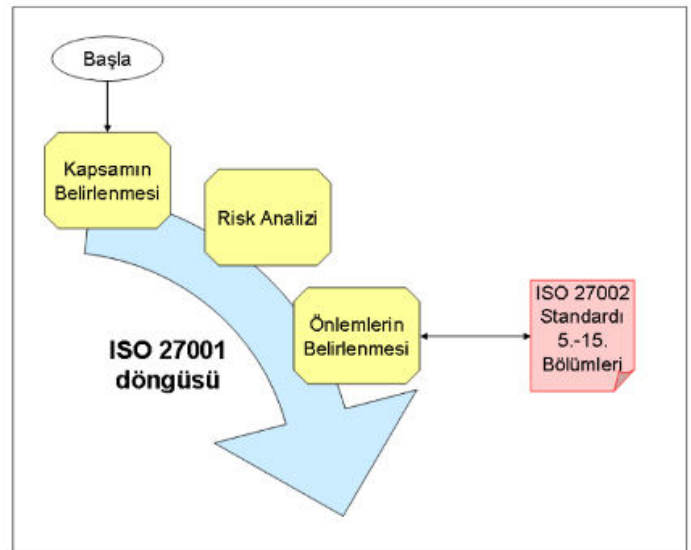 Başla
Kapsamın
Belirlenmesi
Risk Analizi
Önlemlerin
Belirlenmesi
ISO 27002
Standardı
5.-15.
Bölümleri
ISO 27001
döngüsü